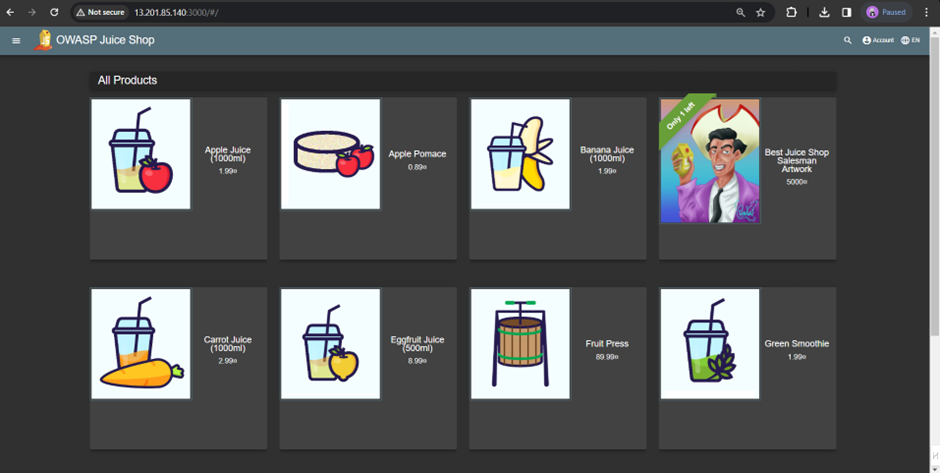 Not secure
13.201.85.140:3000/#/
Paused
OWASP Juice Shop
Account
EN
All Products
Apple Juice
(1000ml)
1.99¤
Apple Pomace
0.89¤
Banana Juice
(1000ml)
1.99¤
Only 1 left
Best Juice Shop
Salesman
Artwork
5000¤
Carrot Juice
(1000ml)
2.99¤
Eggfruit Juice
(500ml)
8.99¤
Fruit Press
89.99¤
Green Smoothie
1.99¤